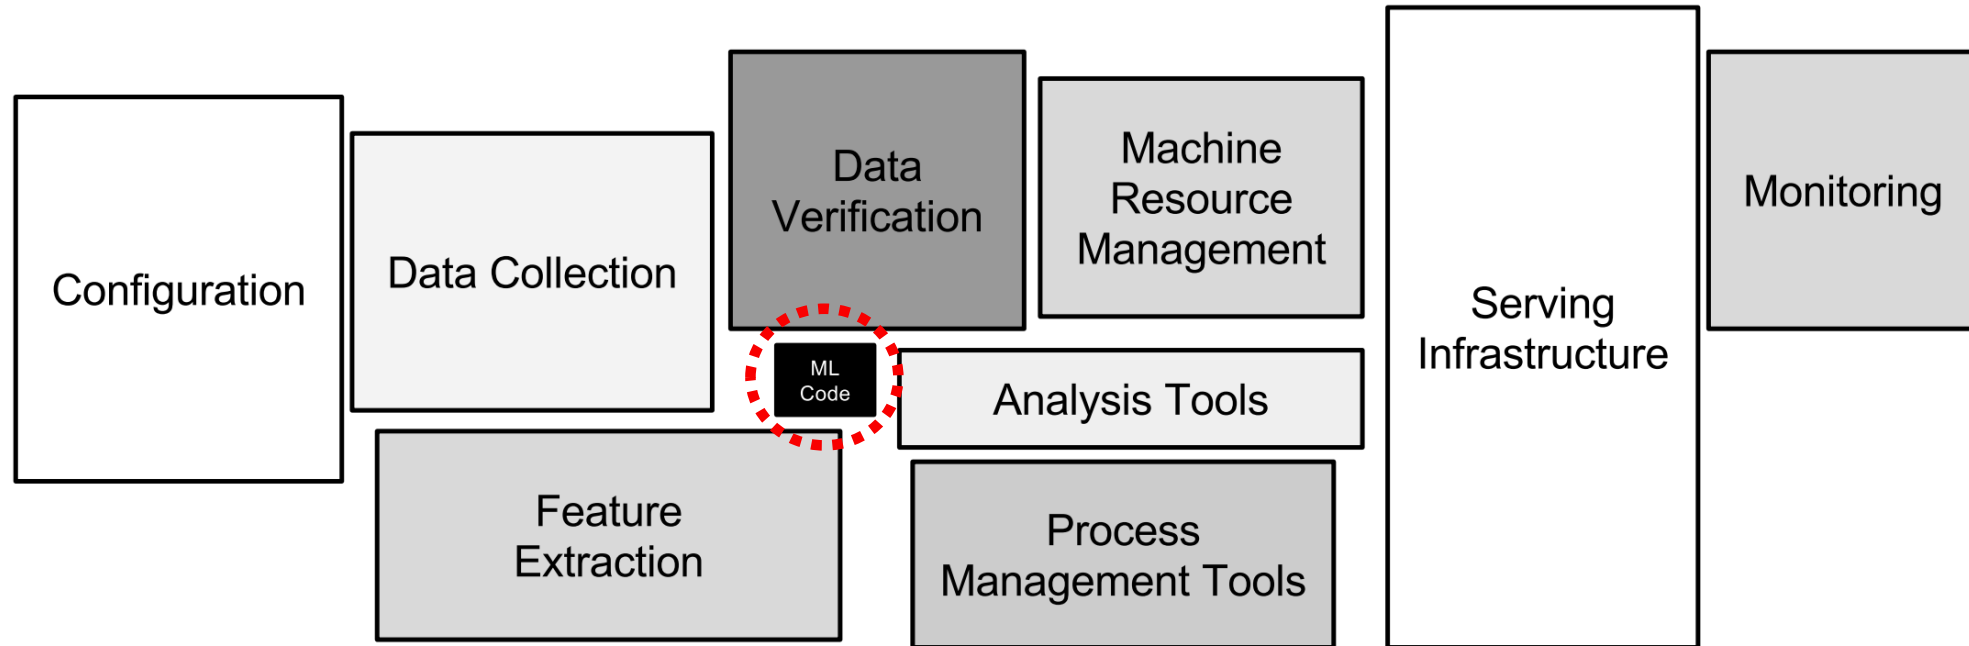 Configuration
Data Collection
Feature
Extraction
Data
Verification
ML
Code
Machine
Resource
Management
Analysis Tools
Process
Management Tools
Serving
Infrastructure
Monitoring